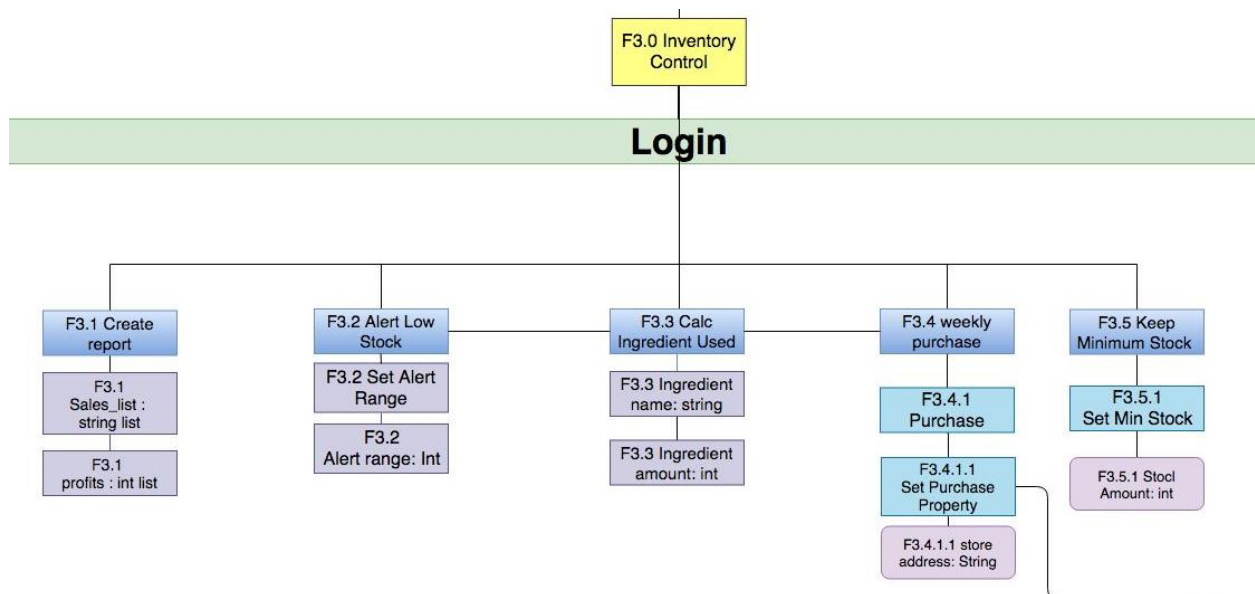 F3.0 Inventory
Control
Login
F3.1 Create
report
F3.2 Alert Low
Stock
F3.3 Calc
Ingredient Used
F3.4 weekly
purchase
F3.5 Keep
Minimum Stock
F3.1
Sales_list :
string list
F3.1
profits : int list
F3.2 Set Alert
Range
F3.2
Alert range: Int
F3.3 Ingredient
name: string
F3.3 Ingredient
amount: int
F3.4.1
Purchase
F3.4.1.1
Set Purchase
Property
F3.4.1.1 store
address: String
F3.5.1
Set Min Stock
F3.5.1 Stocl
Amount: int